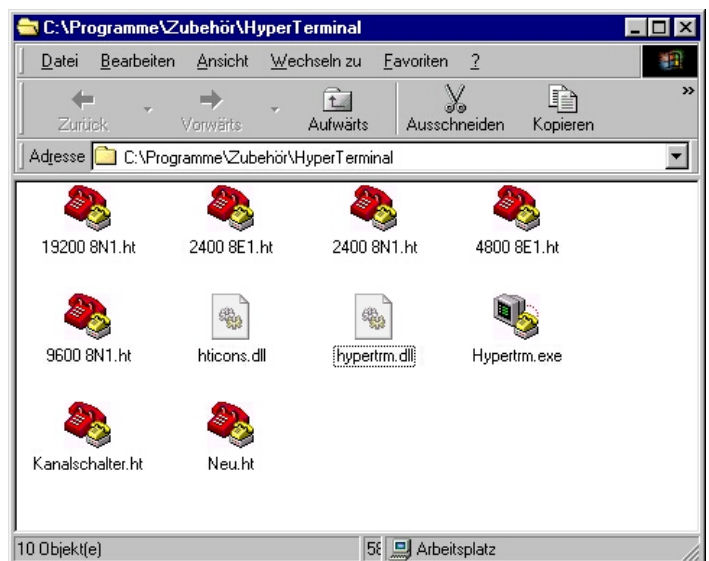 C:\Programme\Zubehör\HyperTerminal
Datei Bearbeiten Ansicht Wechseln zu Favoriten ?
Zurück Vorwärts Aufwärts Ausschneiden Kopieren »
Adresse C:\Programme\Zubehör\HyperTerminal
19200 8N1.ht 2400 8E1.ht 2400 8N1.ht 4800 8E1.ht
9600 8N1.ht hticons.dll hypertrm.dll Hypertrm.exe
Kanalschalter.ht Neu.ht
10 Objekt(e) 58 Arbeitsplatz